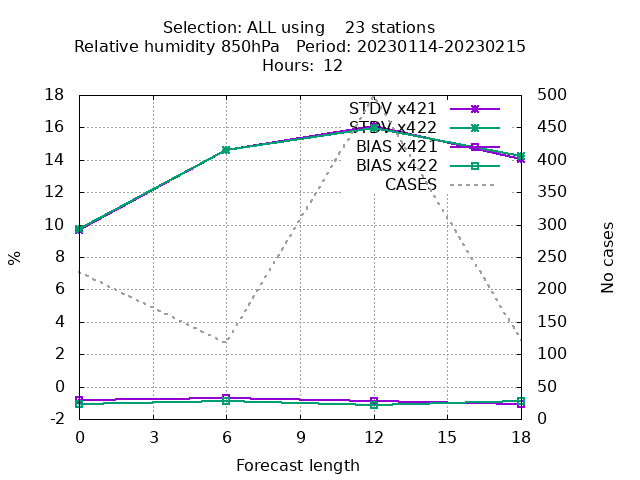 Selection: ALL using    23 stations
Relative humidity 850hPa   Period: 20230114-20230215
Hours:  12
STDV x421
STDV x422
BIAS x421
BIAS x422
CASES
18
16
14
12
10
8
6
4
2
0
-2
%
500
450
400
350
300
250
200
150
100
50
0
No cases
0 3 6 9 12 15 18
Forecast length